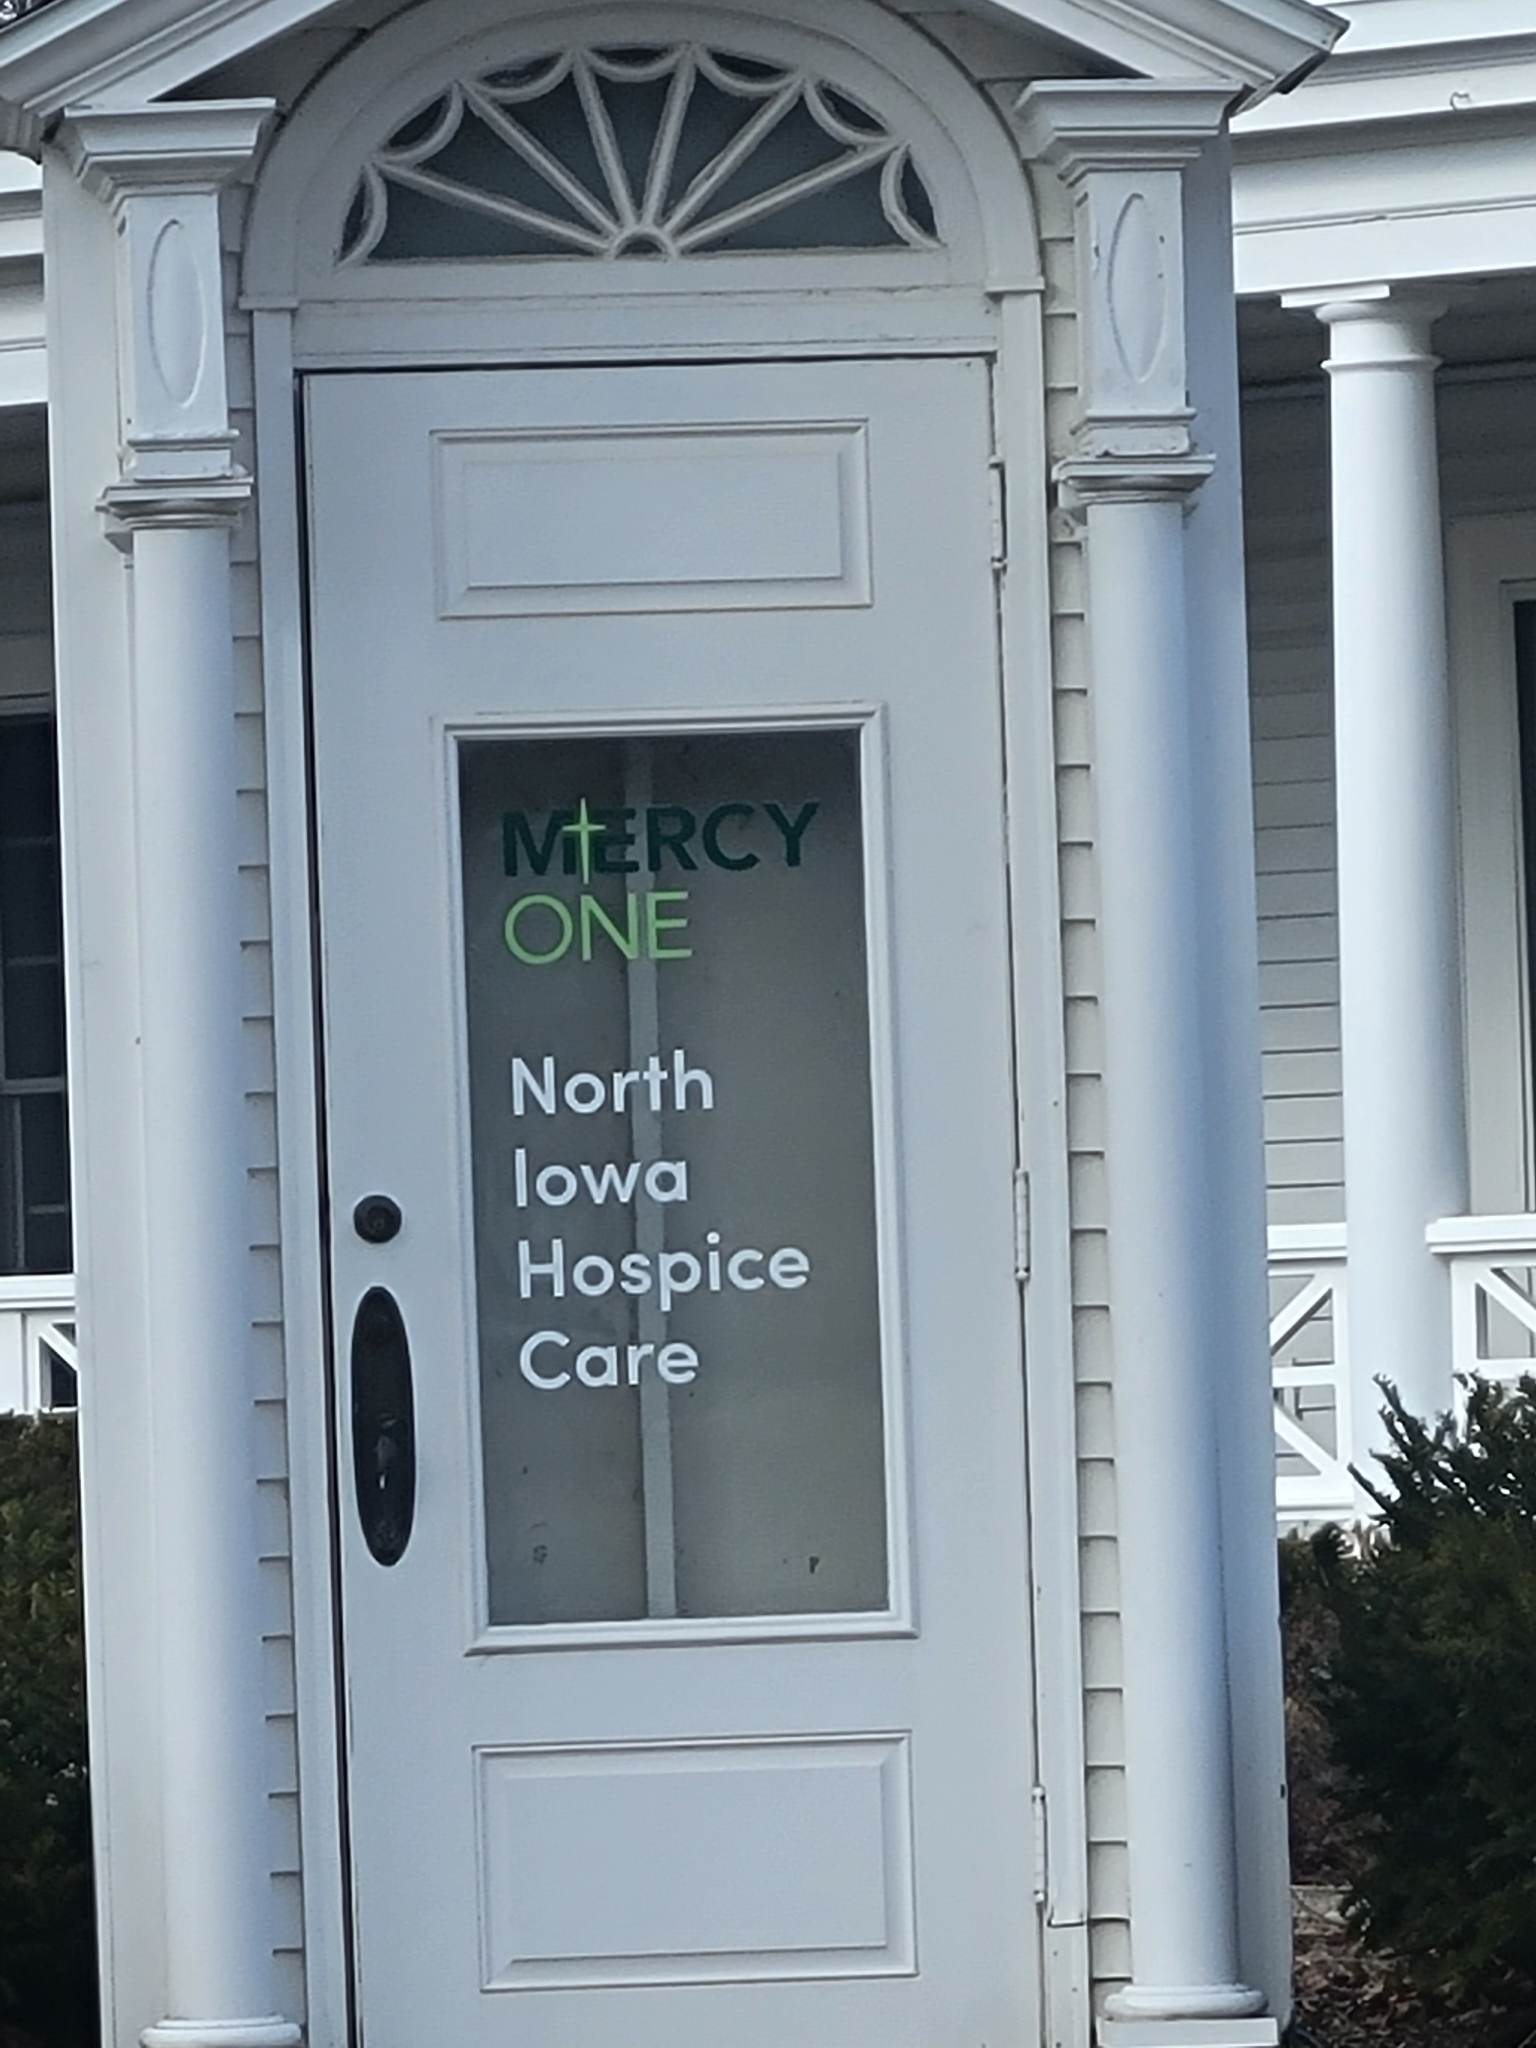 MERCY
ONE
North
Iowa
Hospice
Care